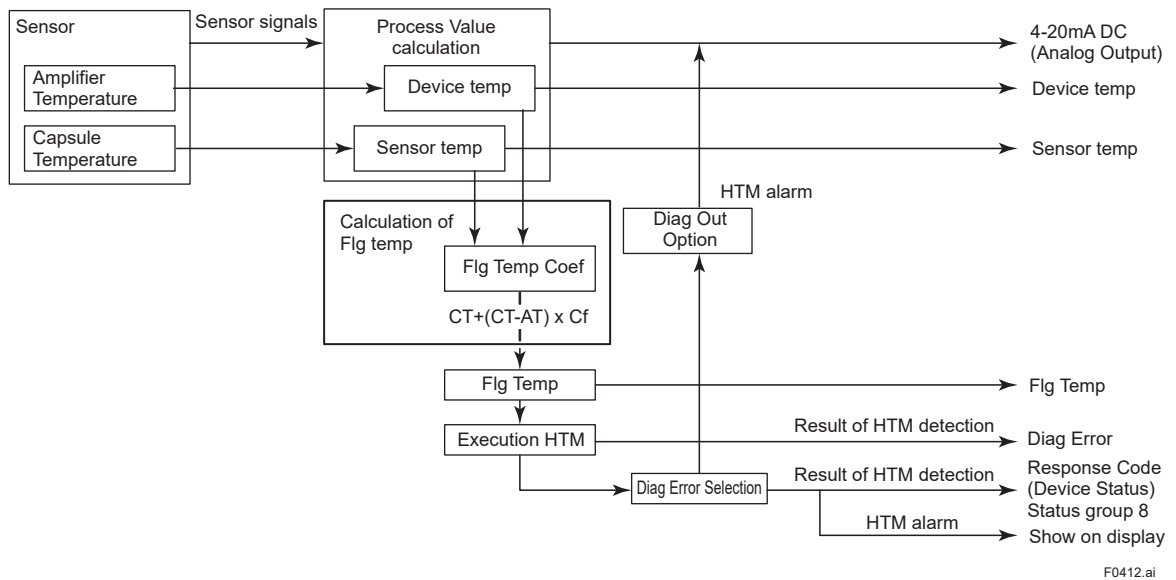 Sensor
Sensor signals
Process Value
calculation
4-20mA DC
(Analog Output)
Amplifier
Temperature
Device temp
Device temp
Capsule
Temperature
Sensor temp
Sensor temp
HTM alarm
Calculation of
Flg temp
Diag Out
Option
Flg Temp Coef
CT+(CT-AT) x Cf
Flg Temp
Flg Temp
Execution HTM
Result of HTM detection
Diag Error
Diag Error Selection
Result of HTM detection
Response Code
(Device Status)
Status group 8
HTM alarm
Show on display
F0412.ai